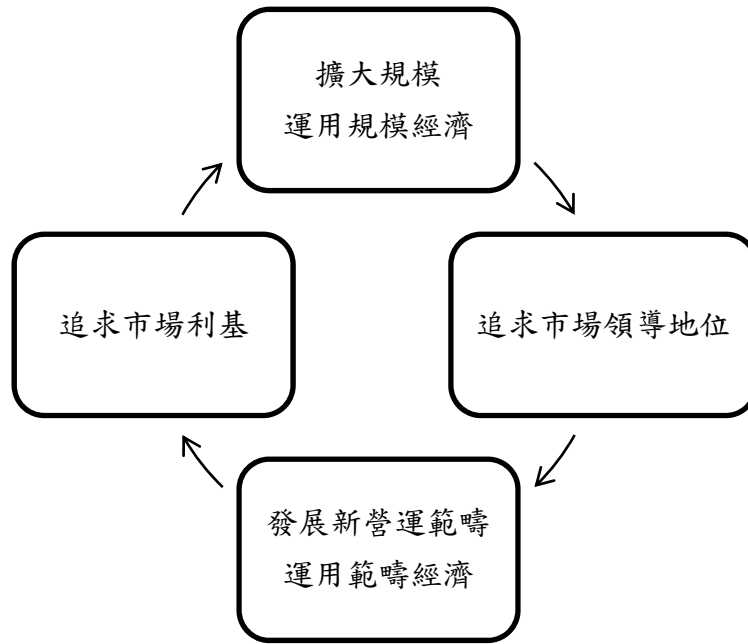 擴大規模
運用規模經濟
追求市場利基
追求市場領導地位
發展新營運範疇
運用範疇經濟